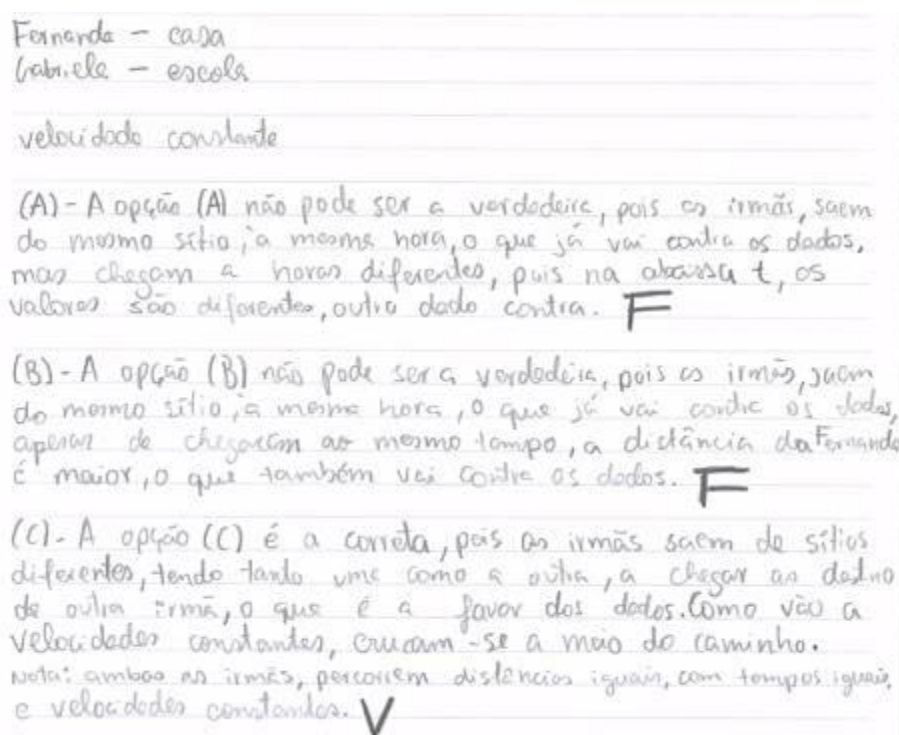 Fernanda - casa
Gabriela - escola
velocidade constante
(A) - A opção (A) não pode ser a verdadeira, pois as irmãs, saem
do mesmo sítio, à mesma hora, o que já vai contra os dados,
mas chegam a horas diferentes, pois na abcissa t, os
valores são diferentes, outro dado contra. F
(B) - A opção (B) não pode ser a verdadeira, pois as irmãs, saem
do mesmo sítio, à mesma hora, o que já vai contra os dados,
apesar de chegarem ao mesmo tempo, a distância da Fernanda
é maior, o que também vai contra os dados. F
(C) - A opção (C) é a correta, pois as irmãs saem de sítios
diferentes, tendo tanto uma como a outra, a chegar ao destino
da outra irmã, o que é a favor dos dados. Como vão a
velocidades constantes, cruzam-se a meio do caminho.
Nota: ambas as irmãs, percorrem distâncias iguais, com tempos iguais,
e velocidades constantes. V